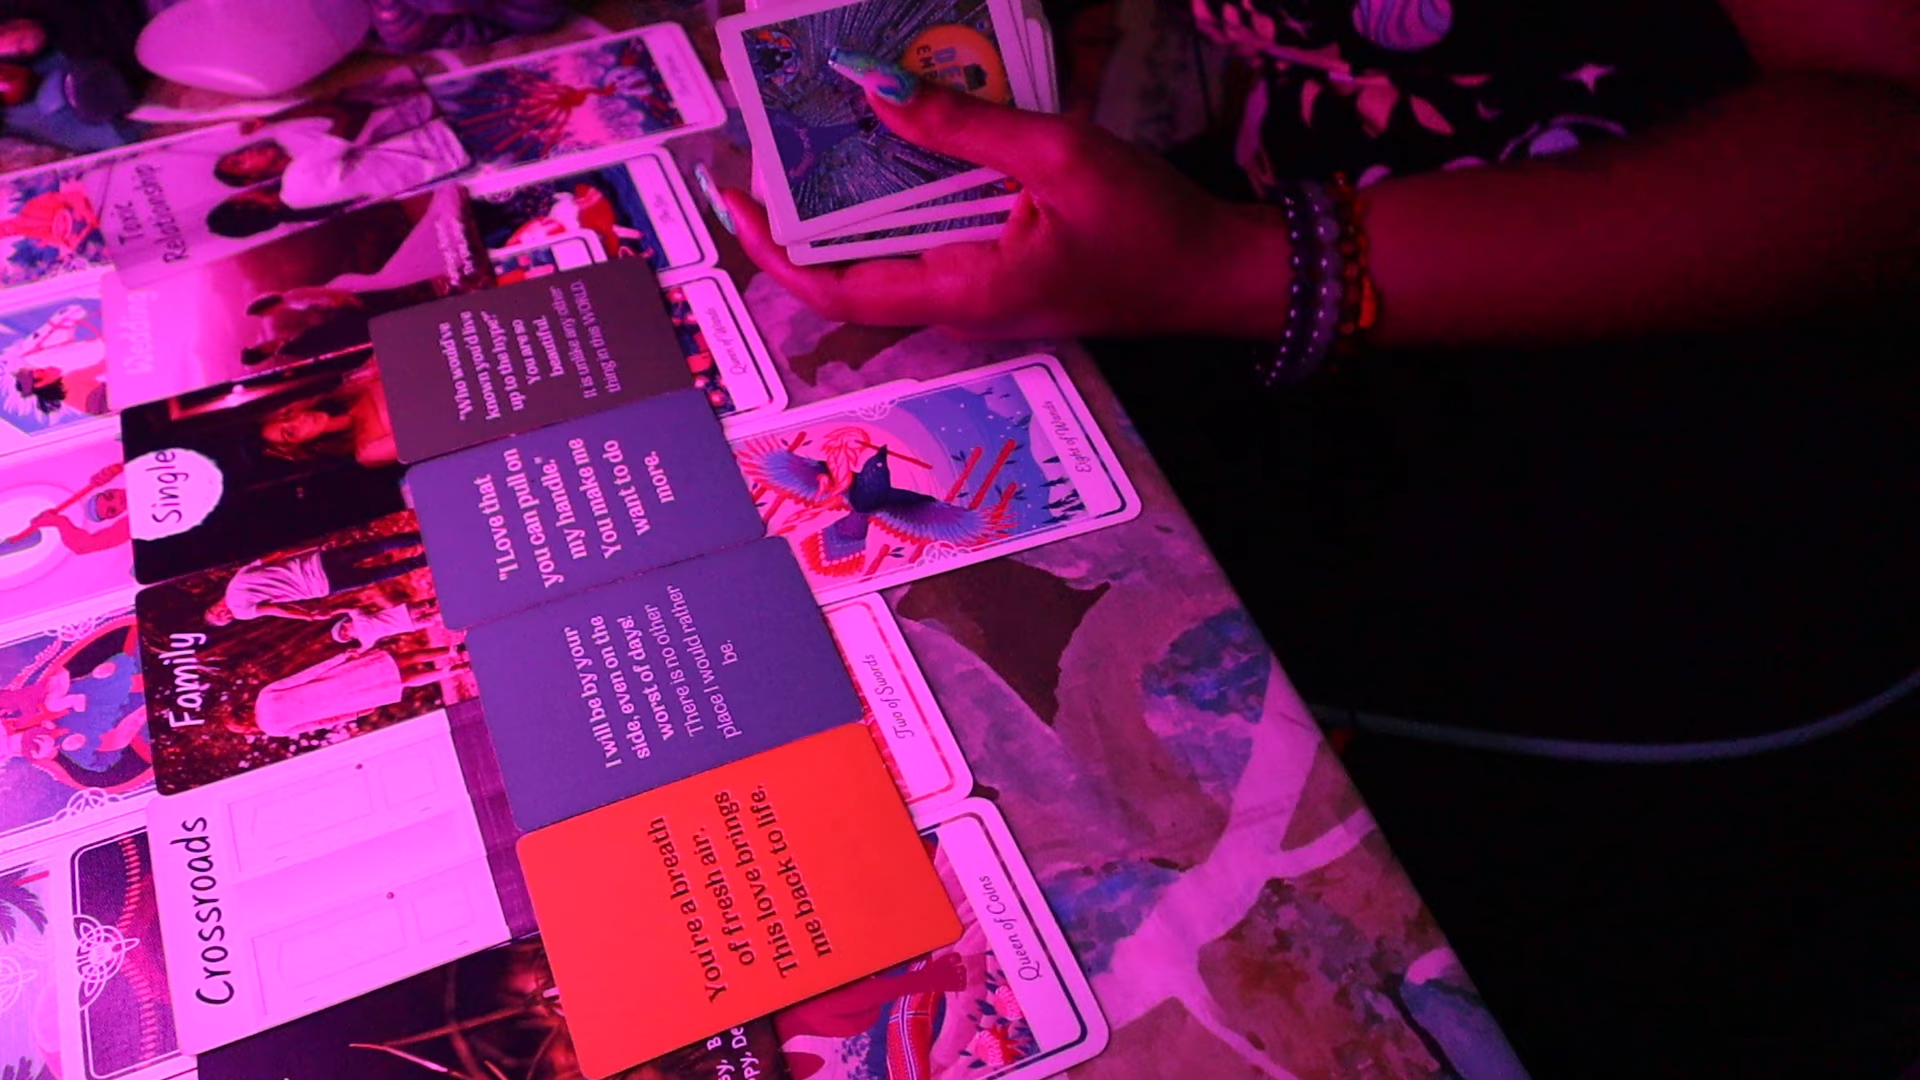 Toxic
Relationship
Wedding
Single
Family
Crossroads
"Who would've
known you'd live
up to the hype."
You are so
beautiful.
It is unlike any other
thing in this WORLD.
"I Love that
you can pull on
my handle."
You make me
want to do
more.
I will be by your
side, even on the
worst of days!
There is no other
place I would rather
be.
You're a breath
of fresh air.
This love brings
me back to life.
Queen of Wands
Eight of Wands
Two of Swords
Queen of Coins